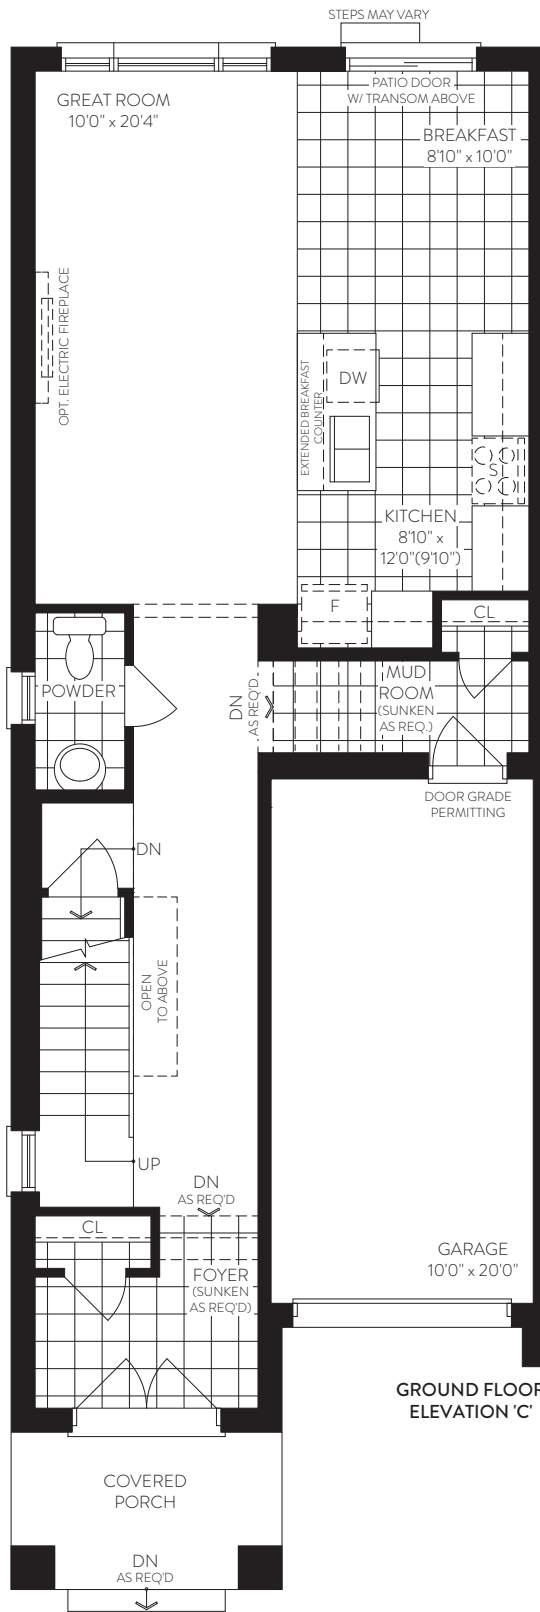 STEPS MAY VARY
PATIO DOOR
W/ TRANSOM ABOVE
GREAT ROOM
10'0" x 20'4"
BREAKFAST
8'10" x 10'0"
OPT. ELECTRIC FIREPLACE
EXTENDED BREAKFAST
COUNTER
DW
S
KITCHEN
8'10" x
12'0"(9'10")
F
CL
POWDER
DN
AS REQ'D
MUD
ROOM
(SUNKEN
AS REQ.)
DOOR GRADE
PERMITTING
DN
OPEN
TO ABOVE
UP
DN
AS REQ'D
CL
FOYER
(SUNKEN
AS REQ'D)
GARAGE
10'0" x 20'0"
GROUND FLOOR
ELEVATION 'C'
COVERED
PORCH
DN
AS REQ'D